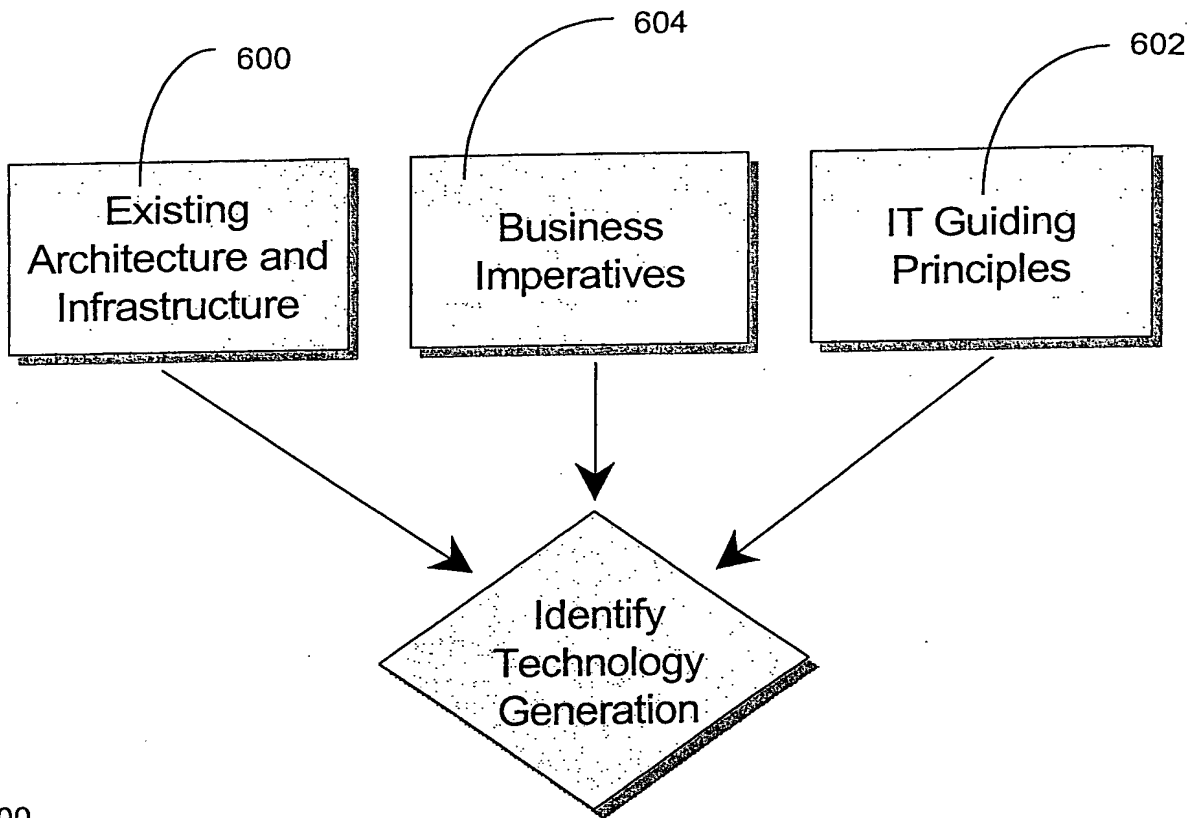 600
604
602
Existing
Architecture and
Infrastructure
Business
Imperatives
IT Guiding
Principles
Identify
Technology
Generation